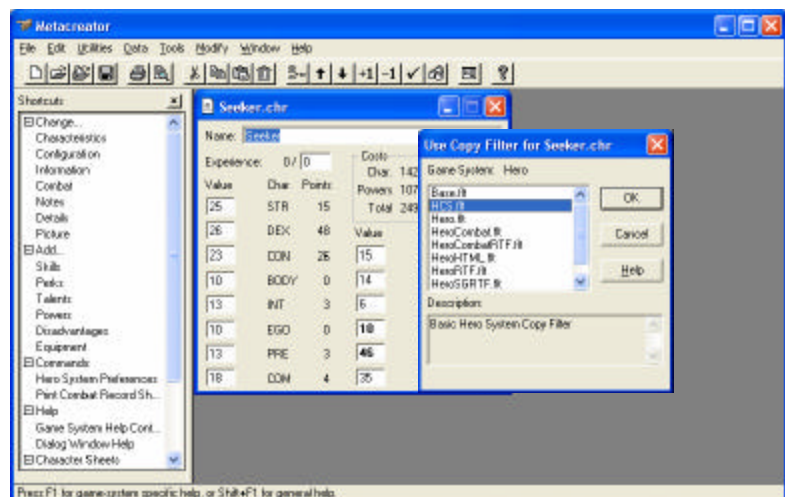 Metacreator
File Edit Utilities Data Tools Modify Window Help
+1 -1
Shortcuts
Change...
Characteristics
Configuration
Information
Combat
Notes
Details
Picture
Add...
Skills
Perks
Talents
Powers
Disadvantages
Equipment
Commands
Hero System Preferences
Print Combat Record Sh...
Help
Game System Help Cont...
Dialog Window Help
Character Sheets
Seeker.chr
Name: Seeker
Experience: 0 / 0
Costs
Char: 142
Powers 107
Total 249
Value Char Points
25 STR 15
26 DEX 48 Value
23 CON 26 15
10 BODY 0 14
13 INT 3 6
10 EGO 0 10
13 PRE 3 46
18 COM 4 35
Use Copy Filter for Seeker.chr
Game System: Hero
Base.flt
HCS.flt
Hero.flt
HeroCombat.flt
HeroCombatRTF.flt
HeroHTML.flt
HeroRTF.flt
HeroSGRTF.flt
OK
Cancel
Help
Description:
Basic Hero System Copy Filter
Press F1 for game-system specific help, or Shift+F1 for general help.